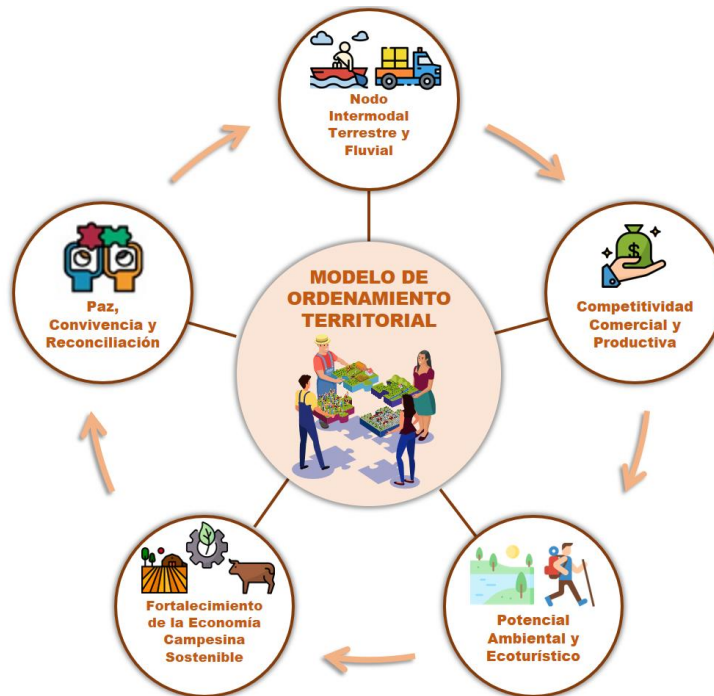 Nodo
Intermodal
Terrestre y
Fluvial
MODELO DE
ORDENAMIENTO
TERRITORIAL
Competitividad
Comercial y
Productiva
Potencial
Ambiental y
Ecoturístico
Fortalecimiento
de la Economía
Campesina
Sostenible
Paz,
Convivencia y
Reconciliación
$